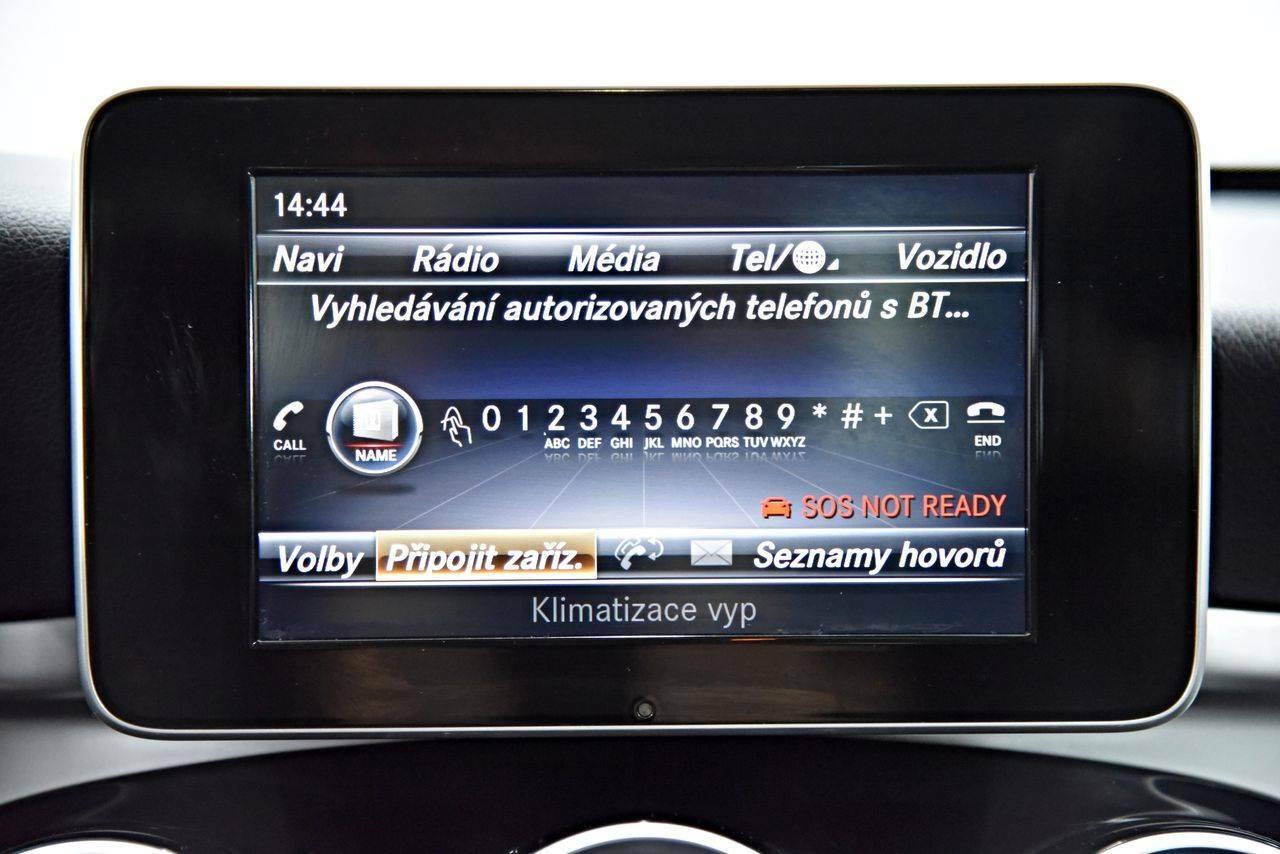 14:44
Navi Rádio Média Tel/ Vozidlo
Vyhledávání autorizovaných telefonů s BT...
0 1 2 3 4 5 6 7 8 9 * # + x
CALL NAME ABC DEF GHI JKL MNO PQRS TUV WXYZ END
SOS NOT READY
Volby Připojit zaříz. Seznamy hovorů
Klimatizace vyp